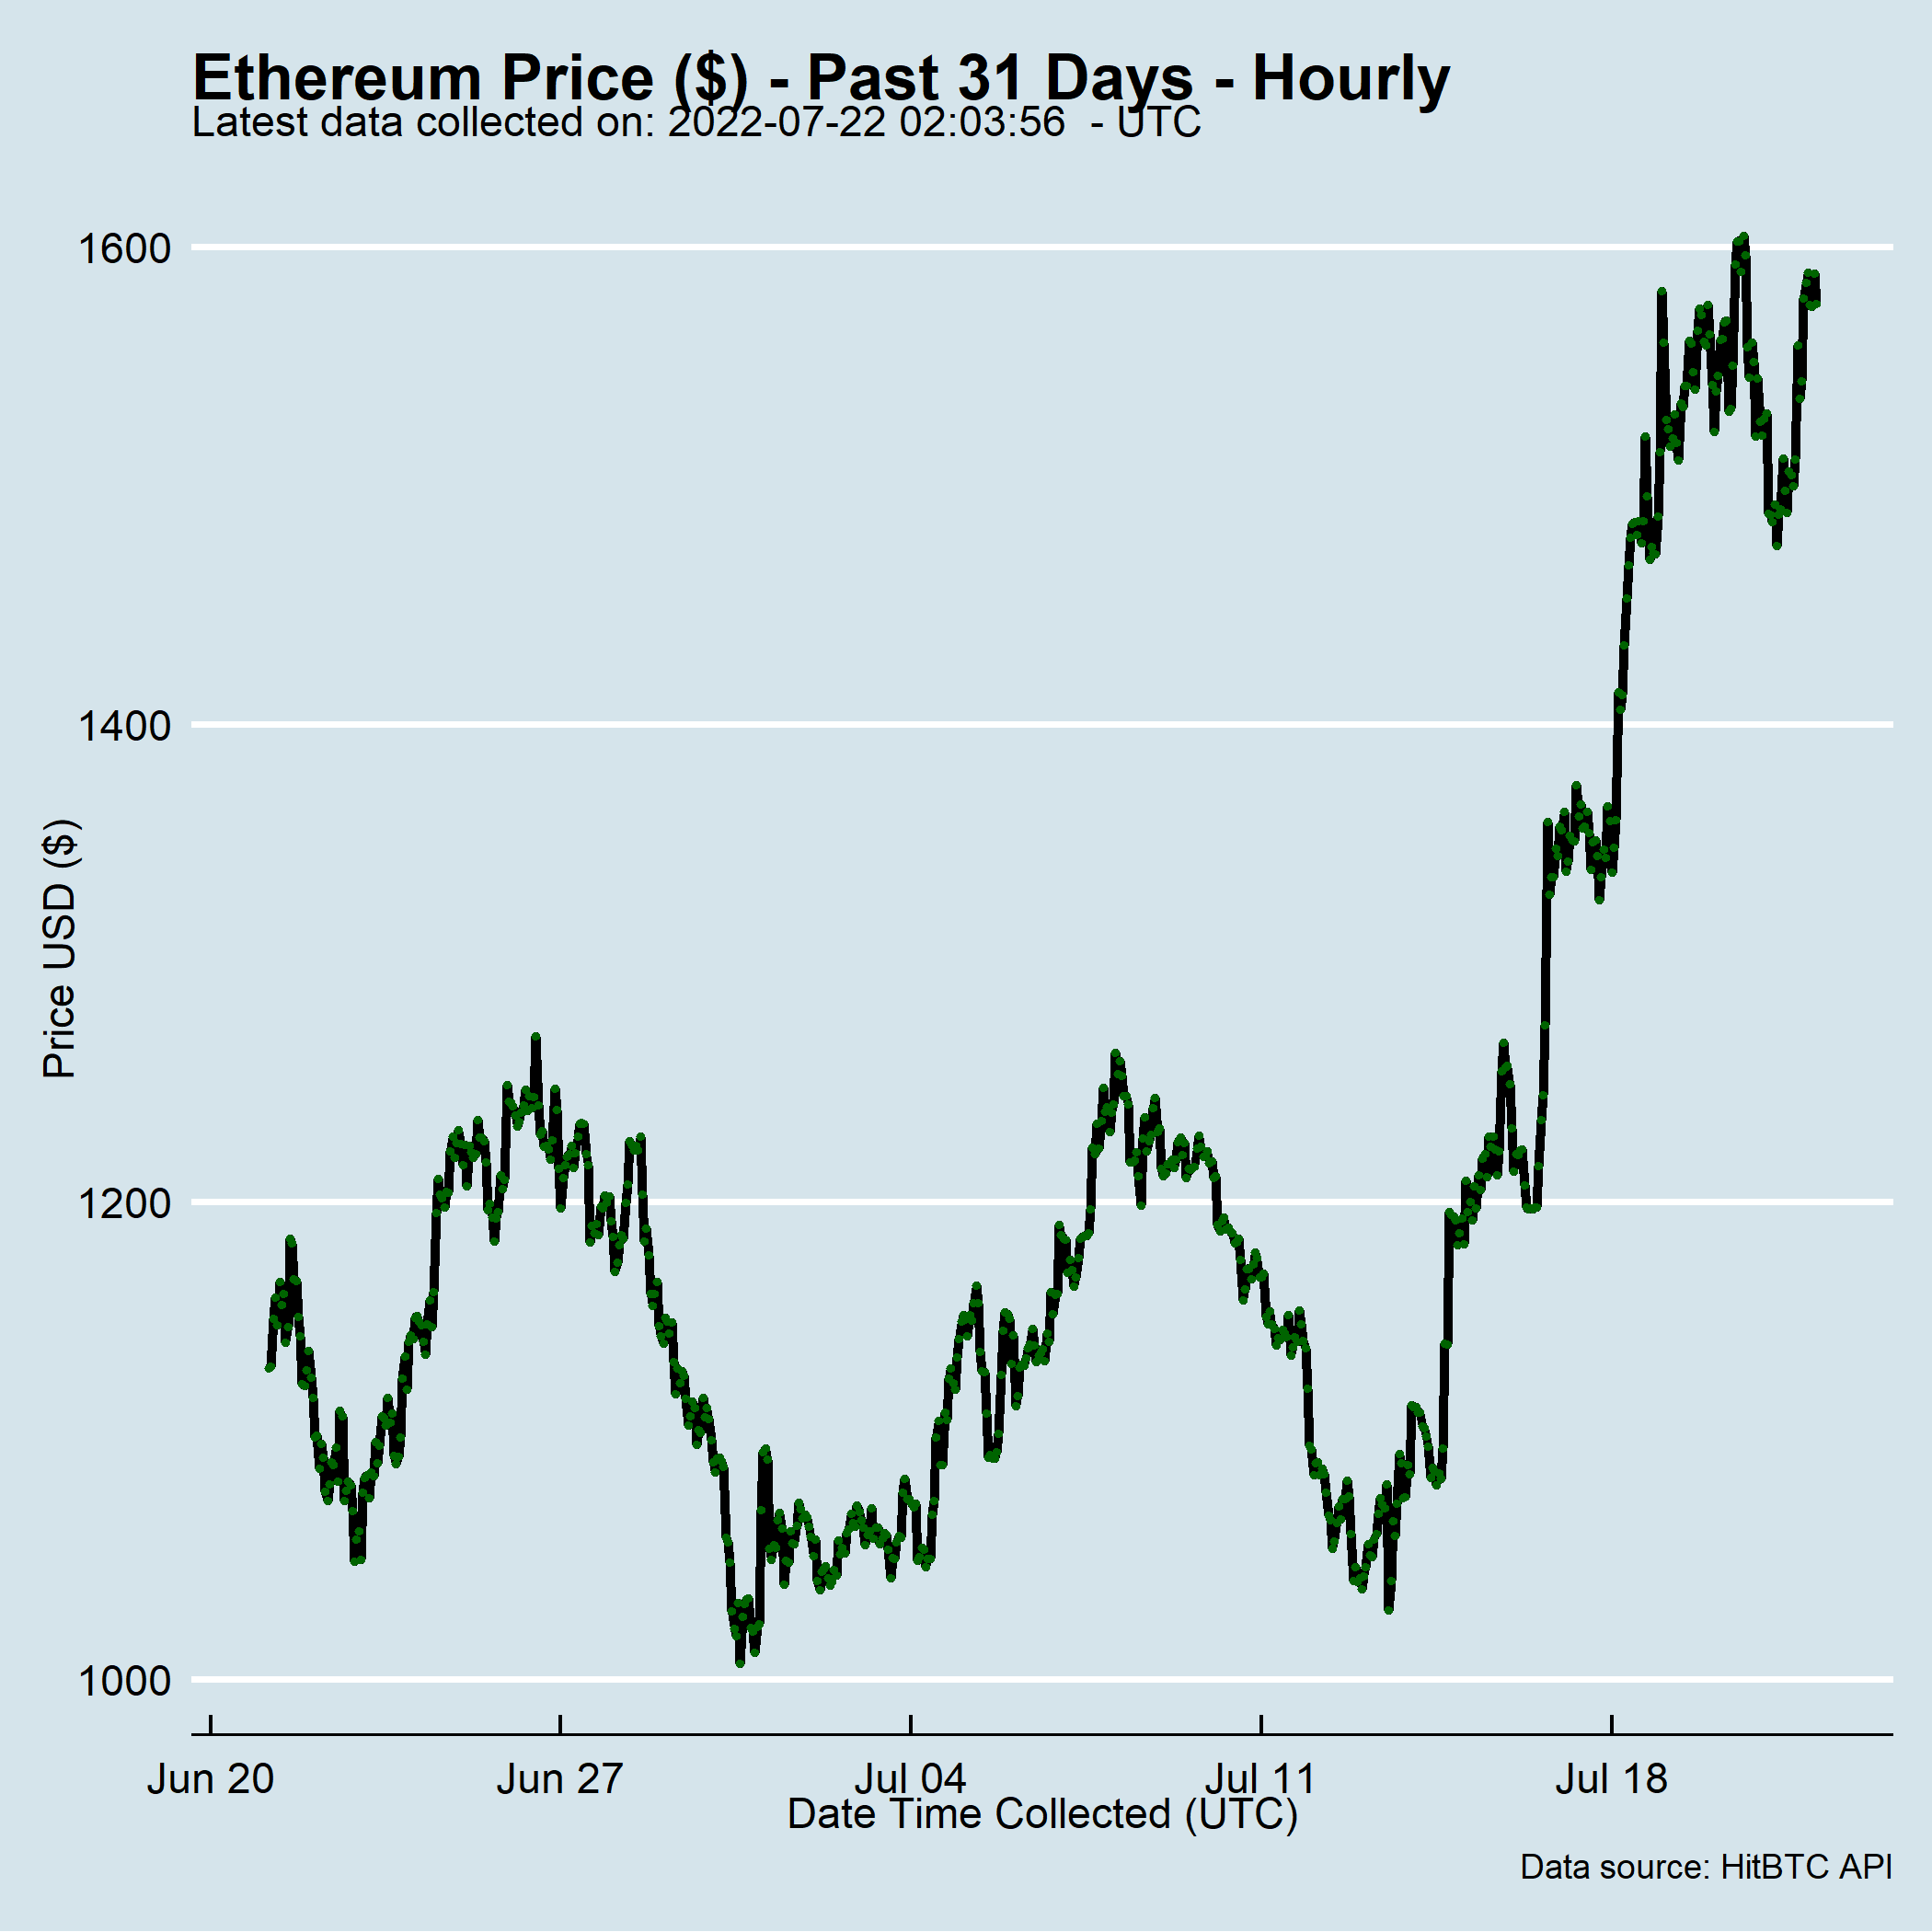 Ethereum Price ($) - Past 31 Days - Hourly
Latest data collected on: 2022-07-22 02:03:56  - UTC
1600
1400
1200
1000
Price USD ($)
Jun 20 Jun 27 Jul 04 Jul 11 Jul 18
Date Time Collected (UTC)
Data source: HitBTC API